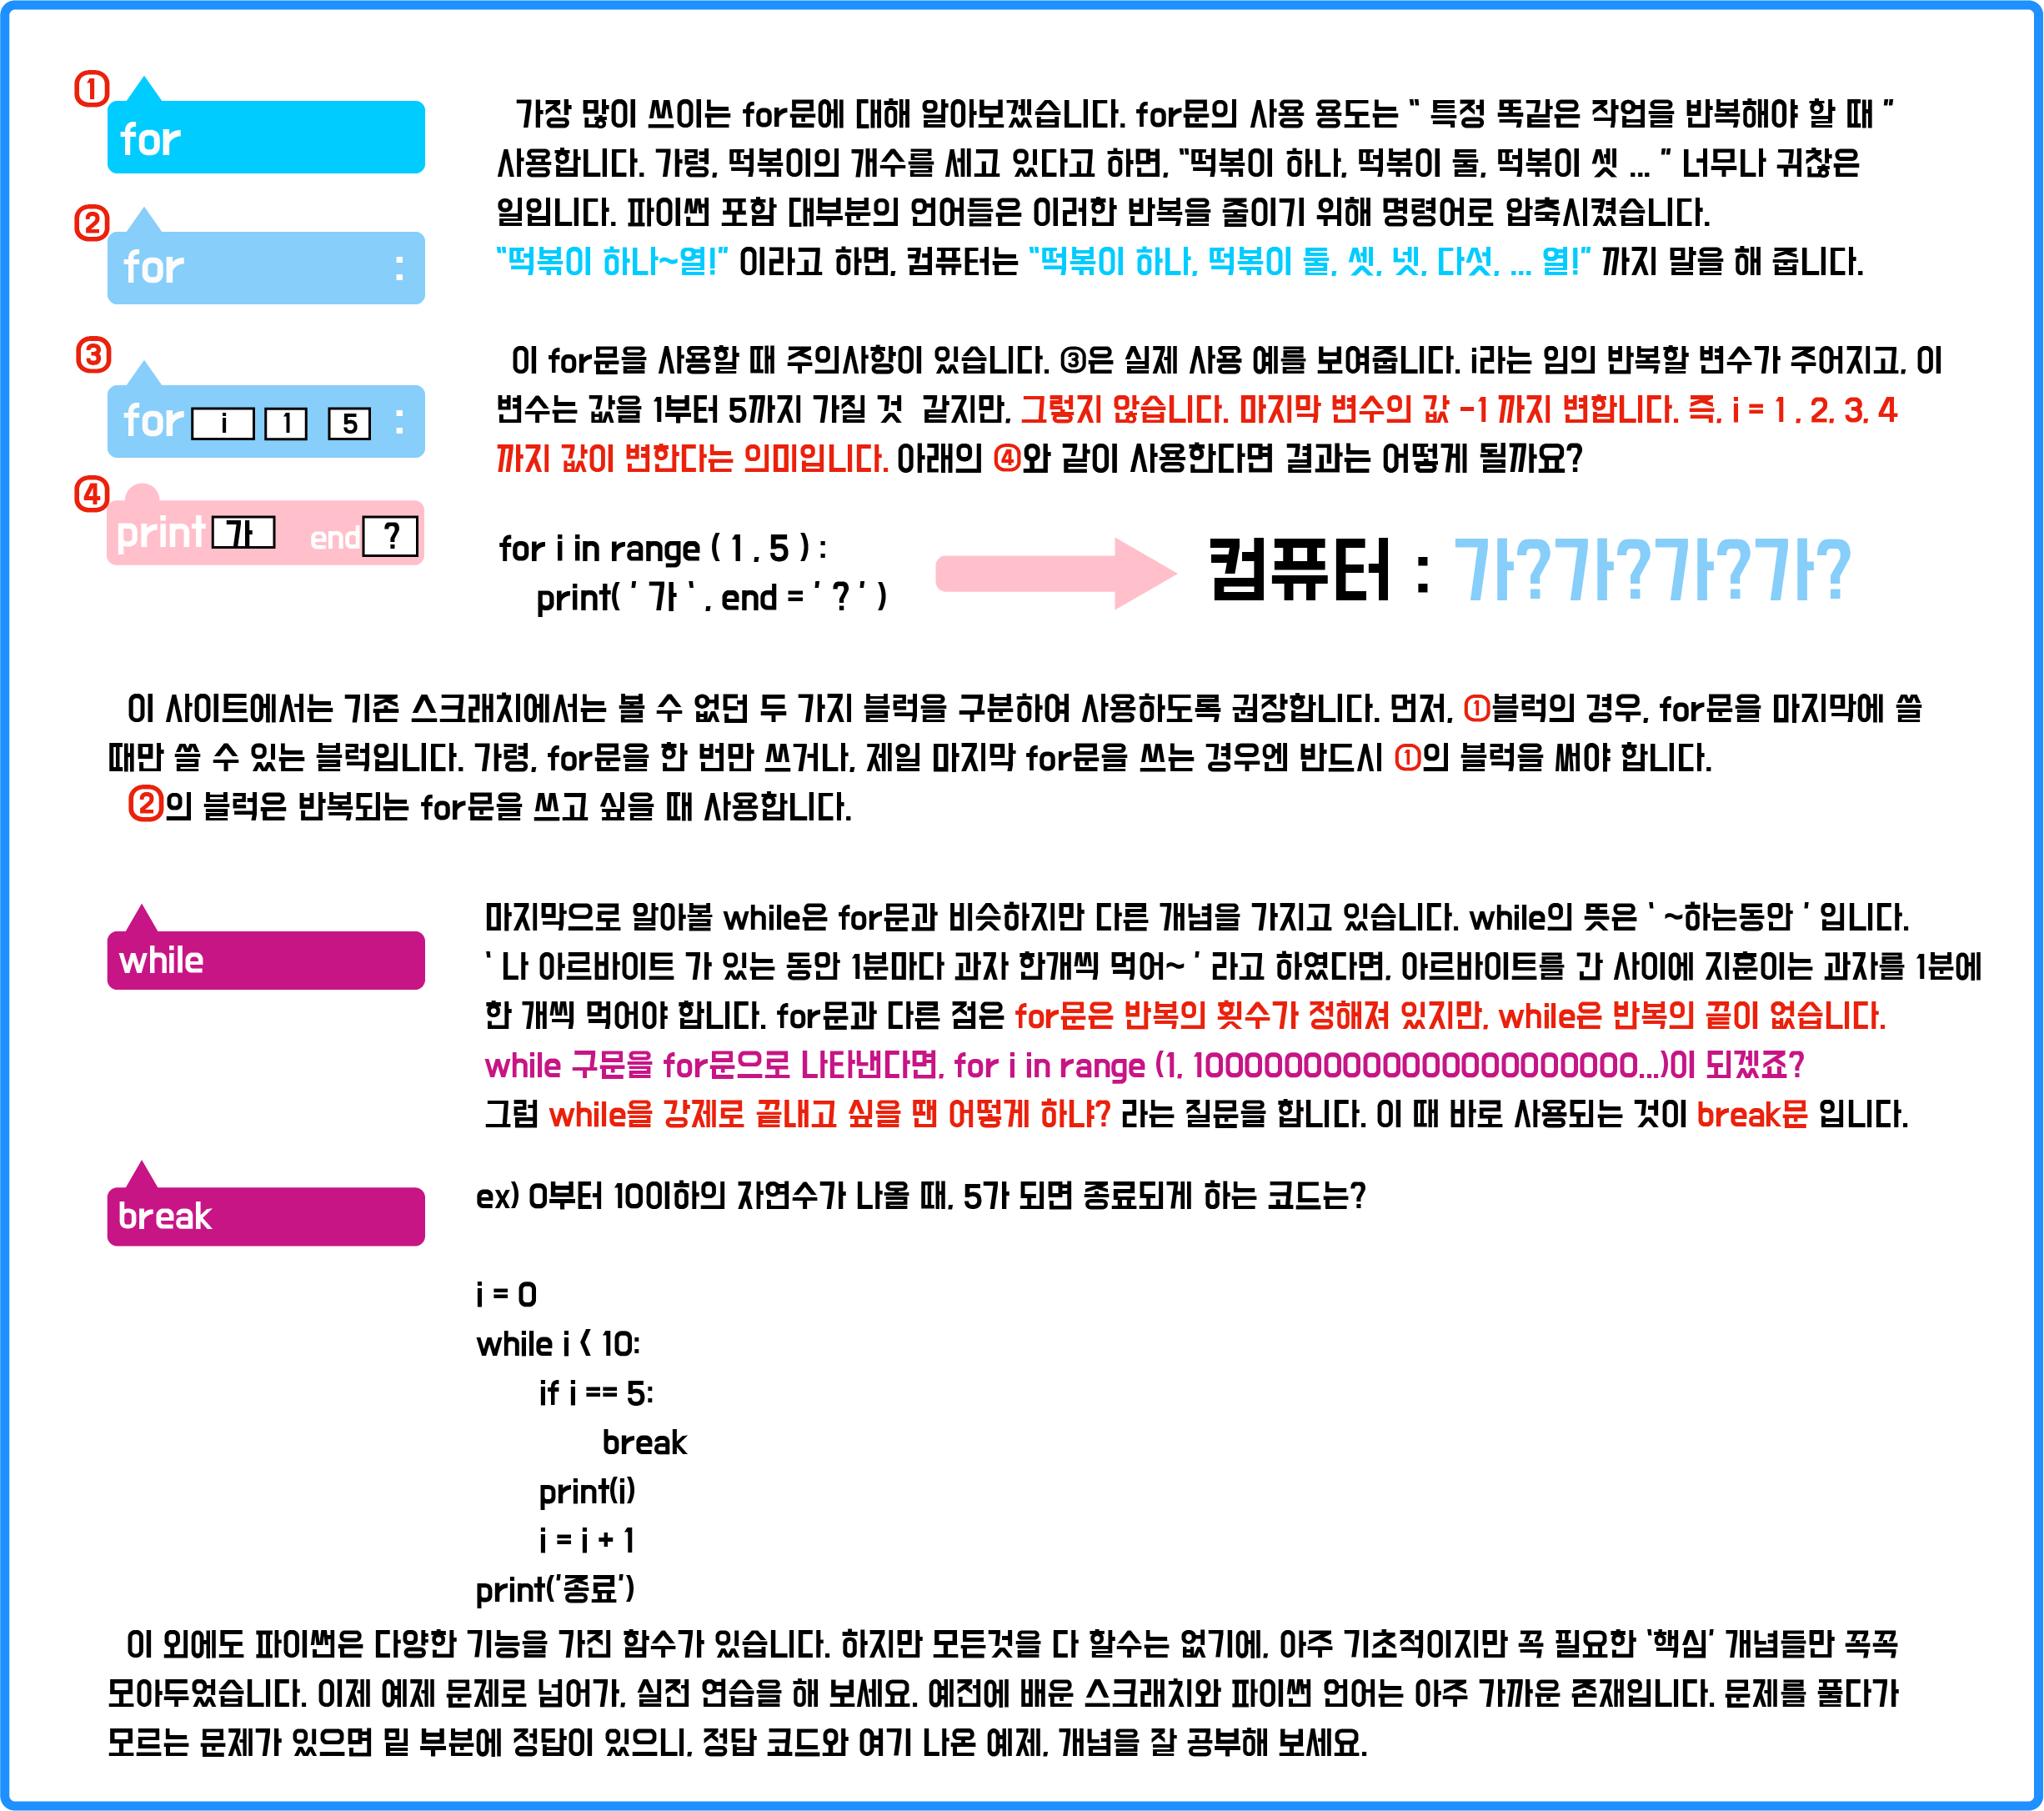 ①
for
가장 많이 쓰이는 for문에 대해 알아보겠습니다. for문의 사용 용도는 “ 특정 똑같은 작업을 반복해야 할 때 ”
사용합니다. 가령, 떡볶이의 개수를 세고 있다고 하면, “떡볶이 하나, 떡볶이 둘, 떡볶이 셋 ... ” 너무나 귀찮은
일입니다. 파이썬 포함 대부분의 언어들은 이러한 반복을 줄이기 위해 명령어로 압축시켰습니다.
“떡볶이 하나~열!” 이라고 하면, 컴퓨터는 “떡볶이 하나, 떡볶이 둘, 셋, 넷, 다섯, ... 열!” 까지 말을 해 줍니다.
②
for :
③
for i 1 5 :
이 for문을 사용할 때 주의사항이 있습니다. ③은 실제 사용 예를 보여줍니다. i라는 임의 반복할 변수가 주어지고, 이
변수는 값을 1부터 5까지 가질 것 같지만, 그렇지 않습니다. 마지막 변수의 값 -1 까지 변합니다. 즉, i = 1 , 2, 3, 4
까지 값이 변한다는 의미입니다. 아래의 ④와 같이 사용한다면 결과는 어떻게 될까요?
④
print 가 end ?
for i in range ( 1 , 5 ) :
print( ’ 가 ‘ , end = ’ ? ’ )
컴퓨터 : 가?가?가?가?
이 사이트에서는 기존 스크래치에서는 볼 수 없던 두 가지 블럭을 구분하여 사용하도록 권장합니다. 먼저, ①블럭의 경우, for문을 마지막에 쓸
때만 쓸 수 있는 블럭입니다. 가령, for문을 한 번만 쓰거나, 제일 마지막 for문을 쓰는 경우엔 반드시 ①의 블럭을 써야 합니다.
②의 블럭은 반복되는 for문을 쓰고 싶을 때 사용합니다.
while
마지막으로 알아볼 while은 for문과 비슷하지만 다른 개념을 가지고 있습니다. while의 뜻은 ‘ ~하는동안 ’ 입니다.
‘ 나 아르바이트 가 있는 동안 1분마다 과자 한개씩 먹어~ ’ 라고 하였다면, 아르바이트를 간 사이에 지훈이는 과자를 1분에
한 개씩 먹어야 합니다. for문과 다른 점은 for문은 반복의 횟수가 정해져 있지만, while은 반복의 끝이 없습니다.
while 구문을 for문으로 나타낸다면, for i in range (1, 10000000000000000000000...)이 되겠죠?
그럼 while을 강제로 끝내고 싶을 땐 어떻게 하냐? 라는 질문을 합니다. 이 때 바로 사용되는 것이 break문 입니다.
break
ex) 0부터 10이하의 자연수가 나올 때, 5가 되면 종료되게 하는 코드는?
i = 0
while i < 10:
if i == 5:
break
print(i)
i = i + 1
print('종료')
이 외에도 파이썬은 다양한 기능을 가진 함수가 있습니다. 하지만 모든것을 다 할수는 없기에, 아주 기초적이지만 꼭 필요한 ‘핵심’ 개념들만 꼭꼭
모아두었습니다. 이제 예제 문제로 넘어가, 실전 연습을 해 보세요. 예전에 배운 스크래치와 파이썬 언어는 아주 가까운 존재입니다. 문제를 풀다가
모르는 문제가 있으면 밑 부분에 정답이 있으니, 정답 코드와 여기 나온 예제, 개념을 잘 공부해 보세요.